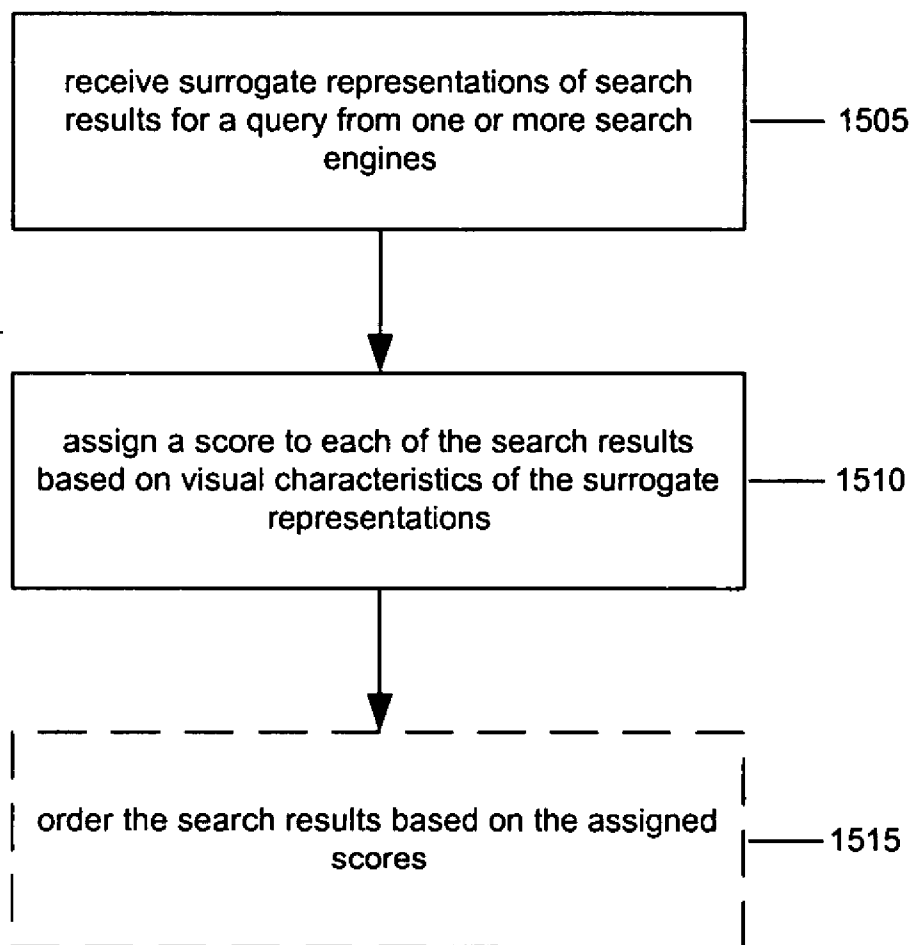 receive surrogate representations of search
results for a query from one or more search
engines
1505
assign a score to each of the search results
based on visual characteristics of the surrogate
representations
1510
order the search results based on the assigned
scores
1515